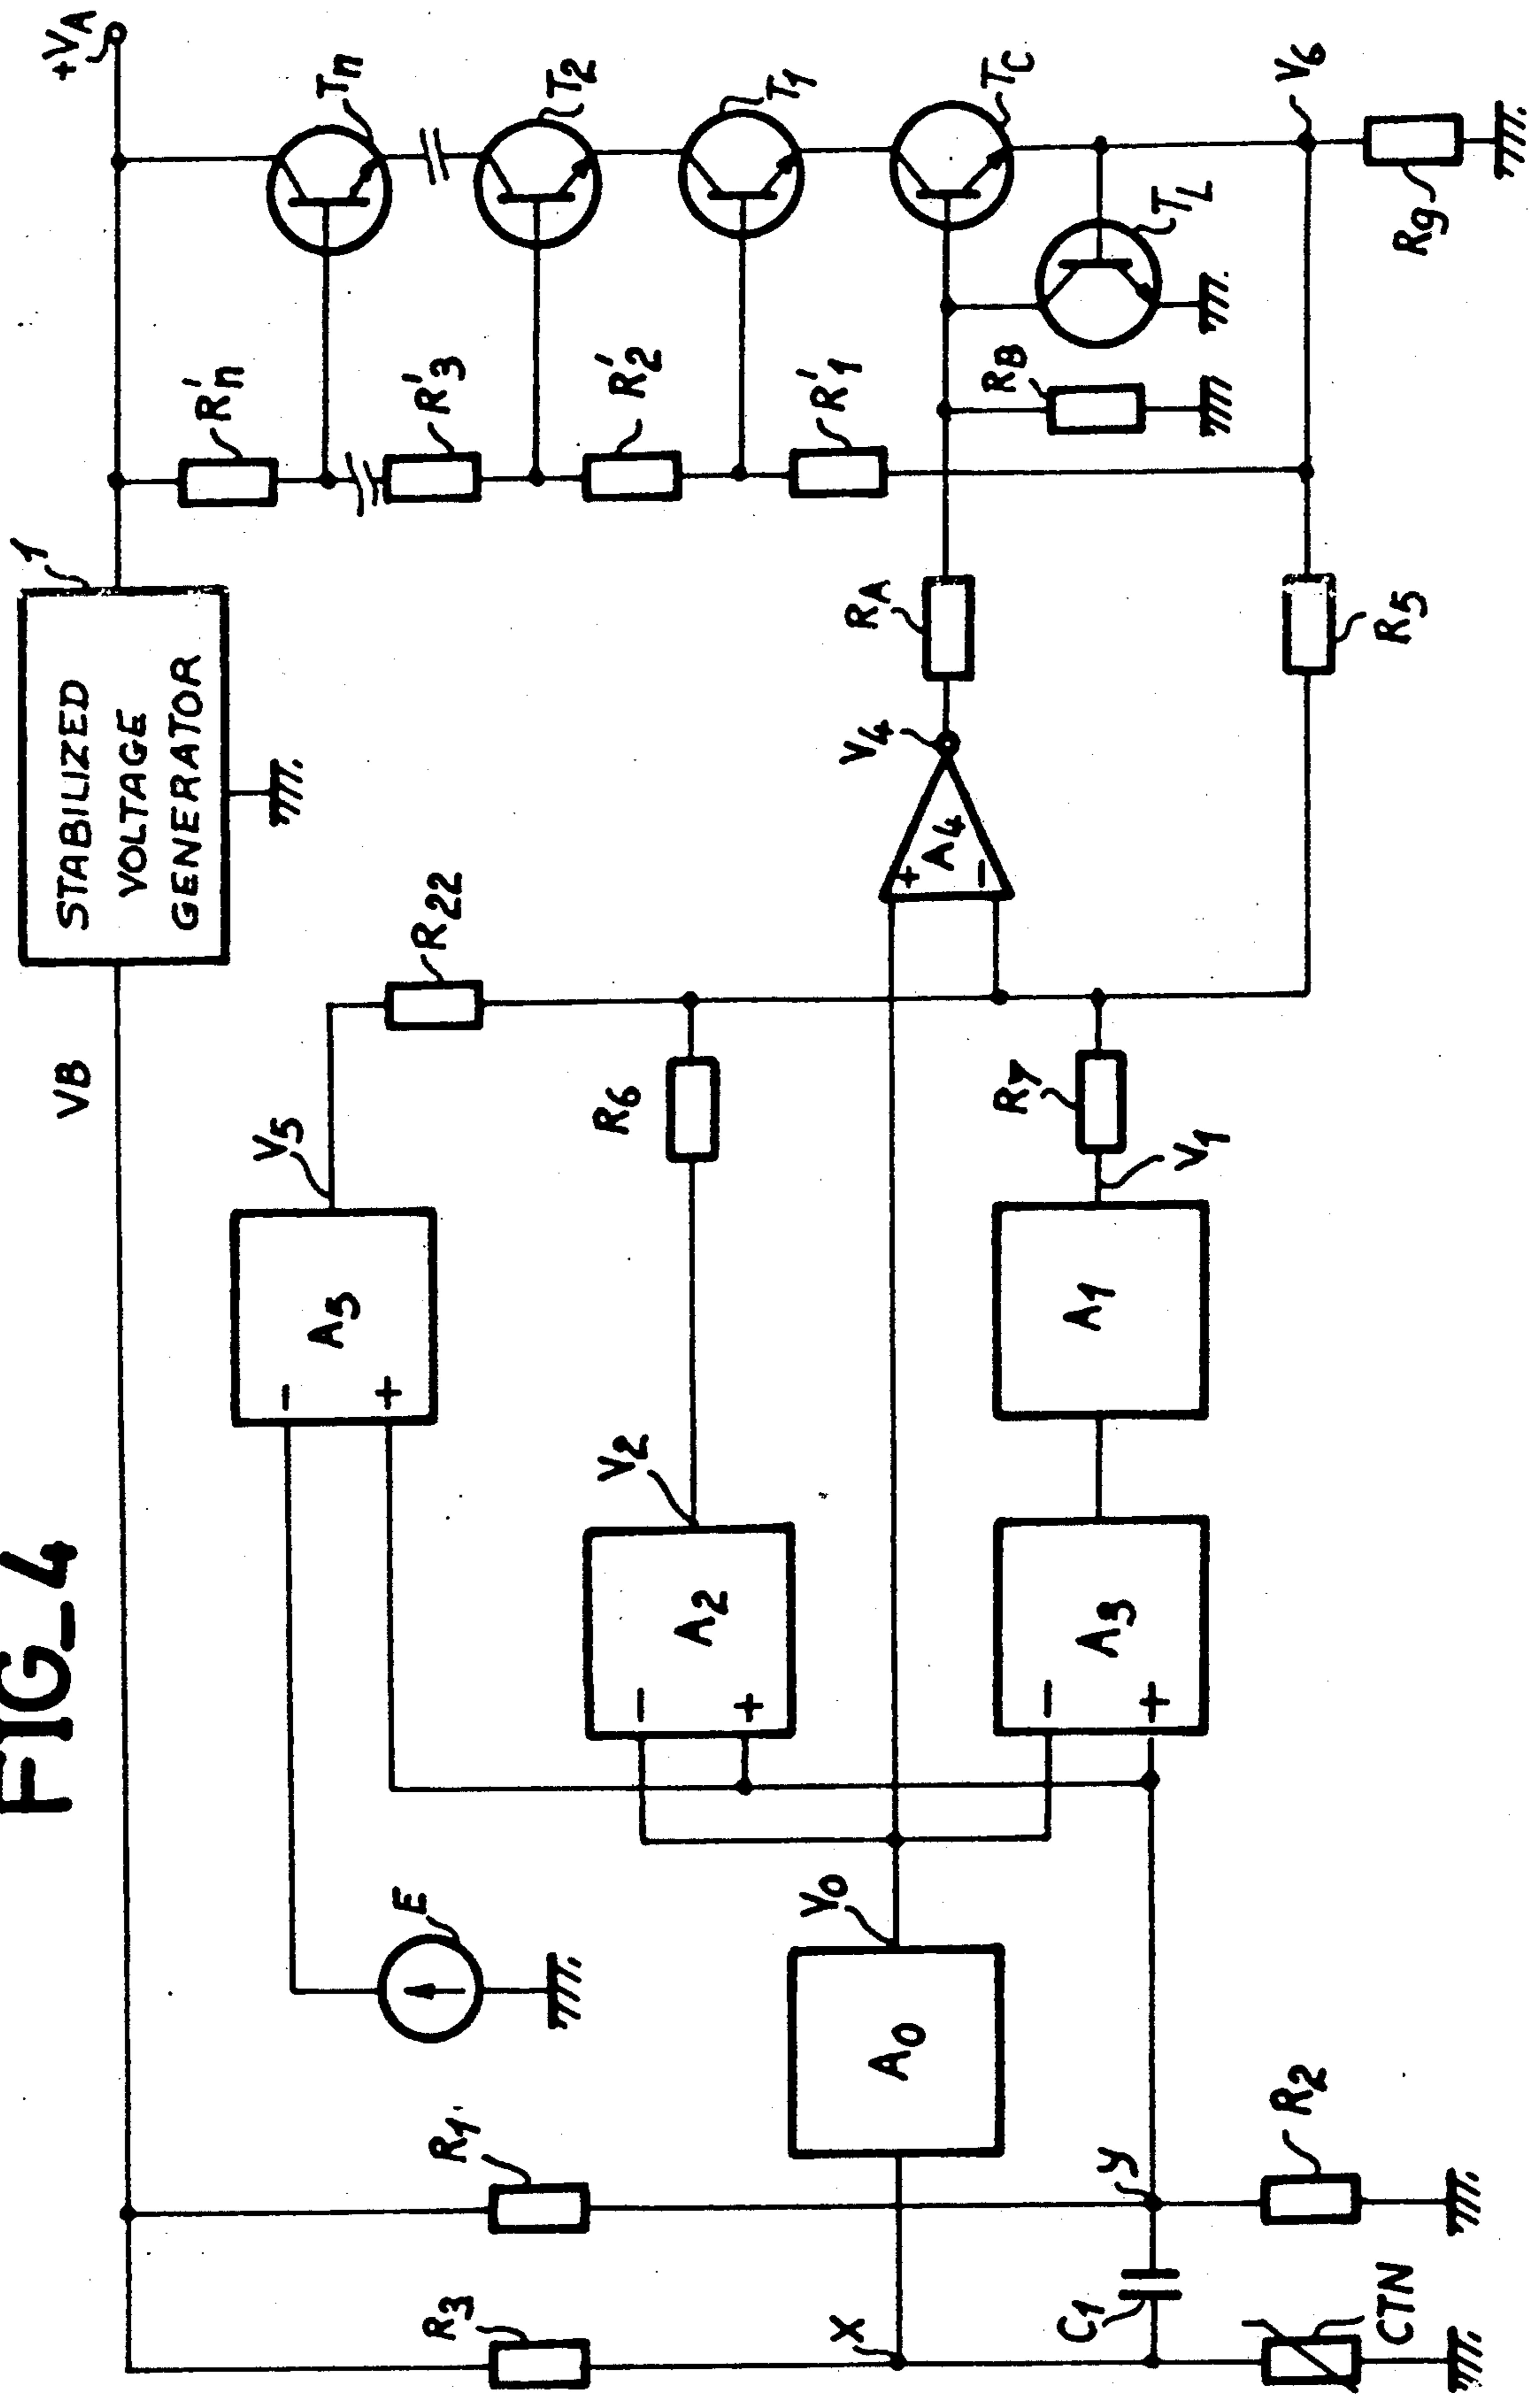 FIG_4
VB
1
STABILIZED
VOLTAGE
GENERATOR
+VA
R'n
Tn
R'3
T2
R'2
T1
R'1
TC
RB
TL
V6
R9
RA
V4
A4
+
−
R5
R22
V5
A5
−
+
R6
V2
A2
−
+
R7
V1
A1
A3
−
+
E
V0
A0
R1
R3
X
Y
C1
R2
CTN